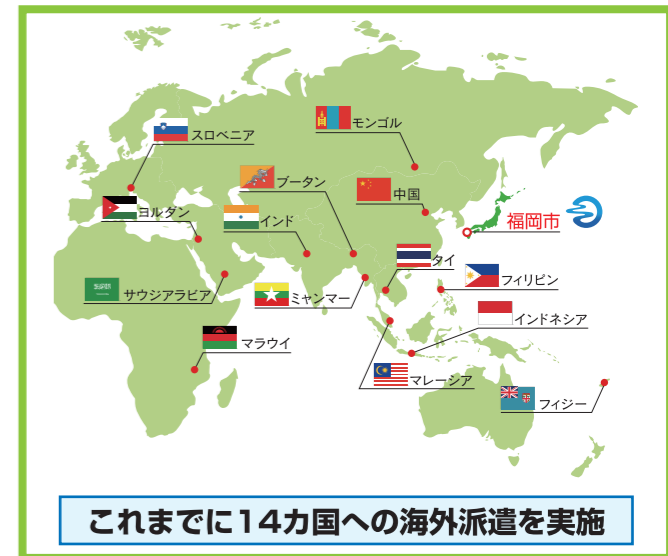 モンゴル
スロベニア
ブータン
中国
ヨルダン
インド
福岡市
タイ
フィリピン
サウジアラビア
ミャンマー
インドネシア
マラウイ
マレーシア
フィジー
これまでに14カ国への海外派遣を実施